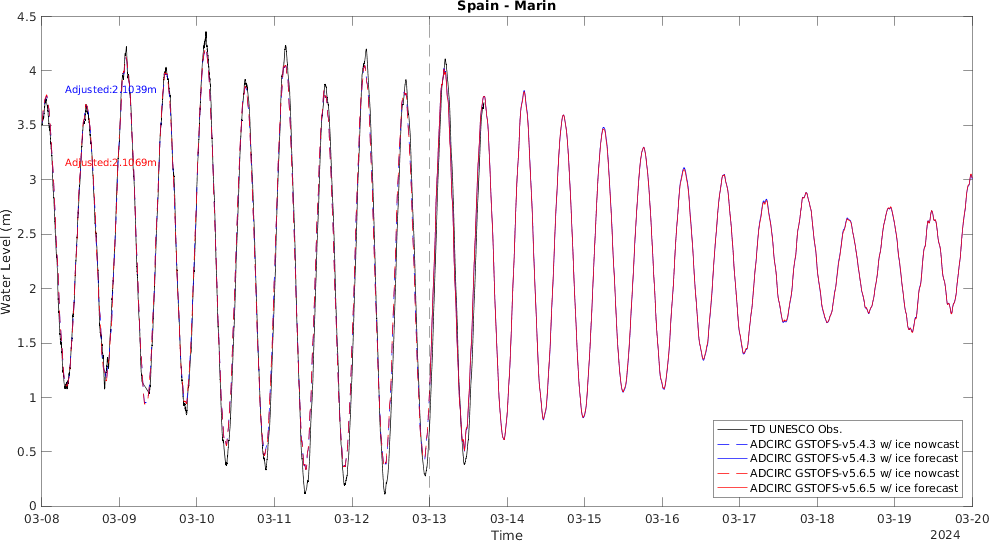 Spain - Marin
Water Level (m)
4.5
4
3.5
3
2.5
2
1.5
1
0.5
0
Adjusted:2.1039m
Adjusted:2.1069m
TD UNESCO Obs.
ADCIRC GSTOFS-v5.4.3 w/ ice nowcast
ADCIRC GSTOFS-v5.4.3 w/ ice forecast
ADCIRC GSTOFS-v5.6.5 w/ ice nowcast
ADCIRC GSTOFS-v5.6.5 w/ ice forecast
03-08 03-09 03-10 03-11 03-12 03-13 03-14 03-15 03-16 03-17 03-18 03-19 03-20
Time
2024